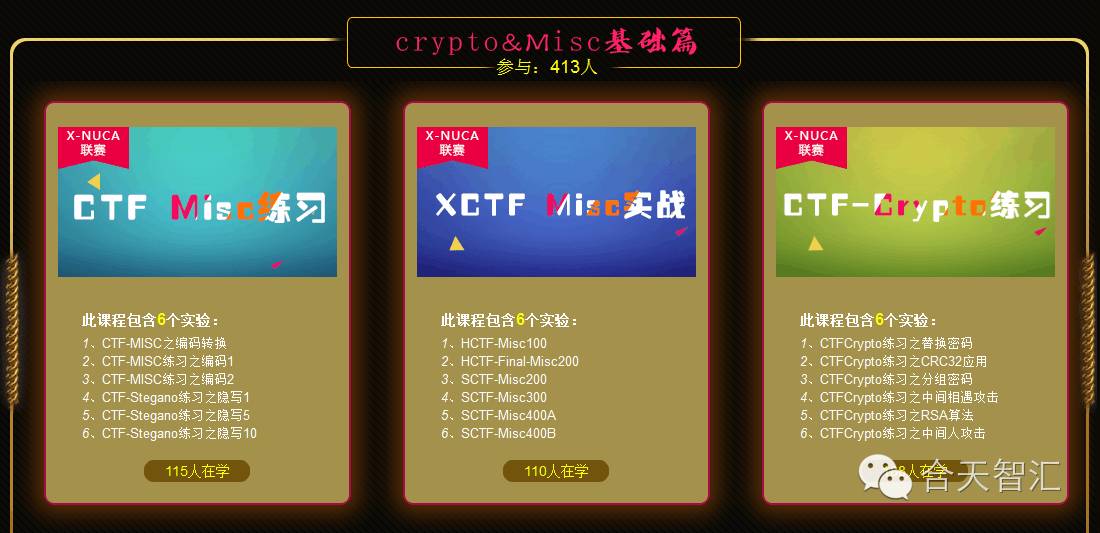 crypto&Misc基础篇
参与：413人
X-NUCA
联赛
CTF Misc练习
此课程包含6个实验：
1、CTF-MISC之编码转换
2、CTF-MISC练习之编码1
3、CTF-MISC练习之编码2
4、CTF-Stegano练习之隐写1
5、CTF-Stegano练习之隐写5
6、CTF-Stegano练习之隐写10
115人在学
X-NUCA
联赛
XCTF Misc实战
此课程包含6个实验：
1、HCTF-Misc100
2、HCTF-Final-Misc200
3、SCTF-Misc200
4、SCTF-Misc300
5、SCTF-Misc400A
6、SCTF-Misc400B
110人在学
X-NUCA
联赛
CTF-Crypto练习
此课程包含6个实验：
1、CTFCrypto练习之替换密码
2、CTFCrypto练习之CRC32应用
3、CTFCrypto练习之分组密码
4、CTFCrypto练习之中间相遇攻击
5、CTFCrypto练习之RSA算法
6、CTFCrypto练习之中间人攻击
8人在学
合天智汇